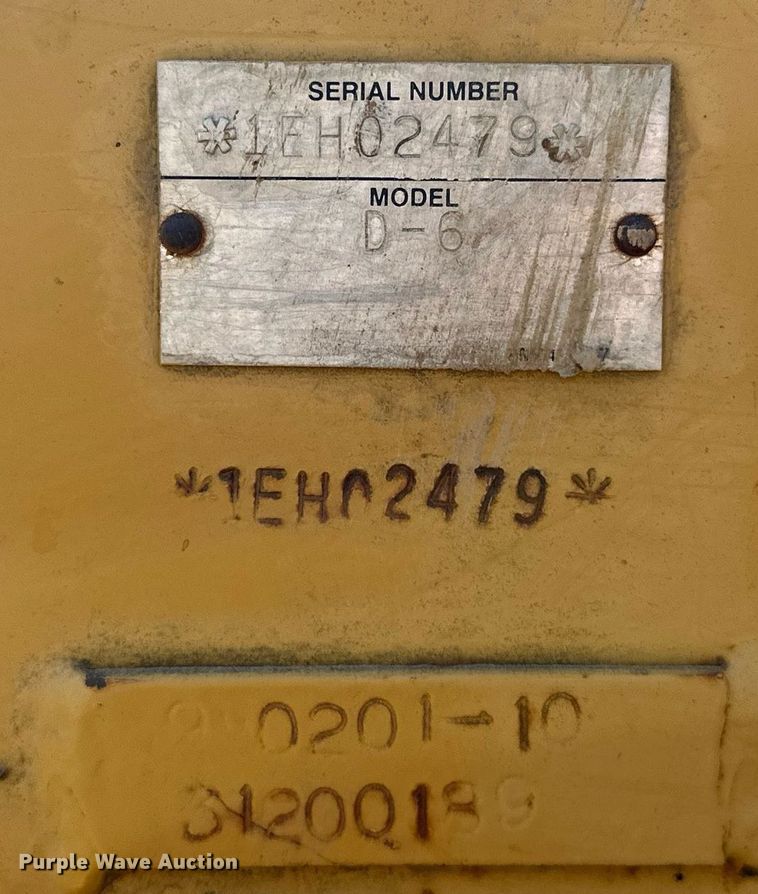 SERIAL NUMBER
*1EH02479*
MODEL
D-6
*1EH02479*
0201-10
Purple Wave Auction